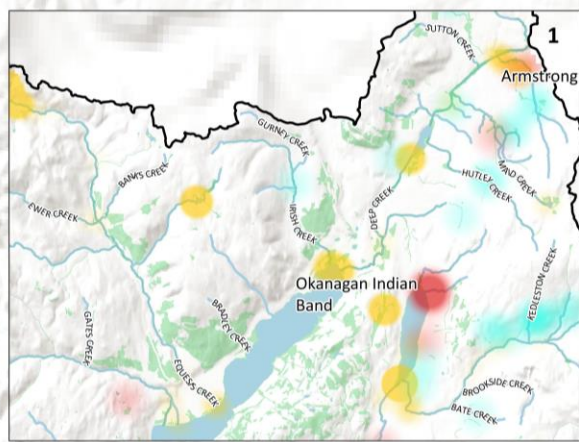 1
SUTTON CREEK
Armstrong
GURNEY CREEK
BANKS CREEK
MAID CREEK
HUTLEY CREEK
EWER CREEK
IRISH CREEK
DEEP CREEK
Okanagan Indian
Band
KEDLESTON CREEK
BRADLEY CREEK
GATES CREEK
EQUESIS CREEK
BROOKSIDE CREEK
BATE CREEK